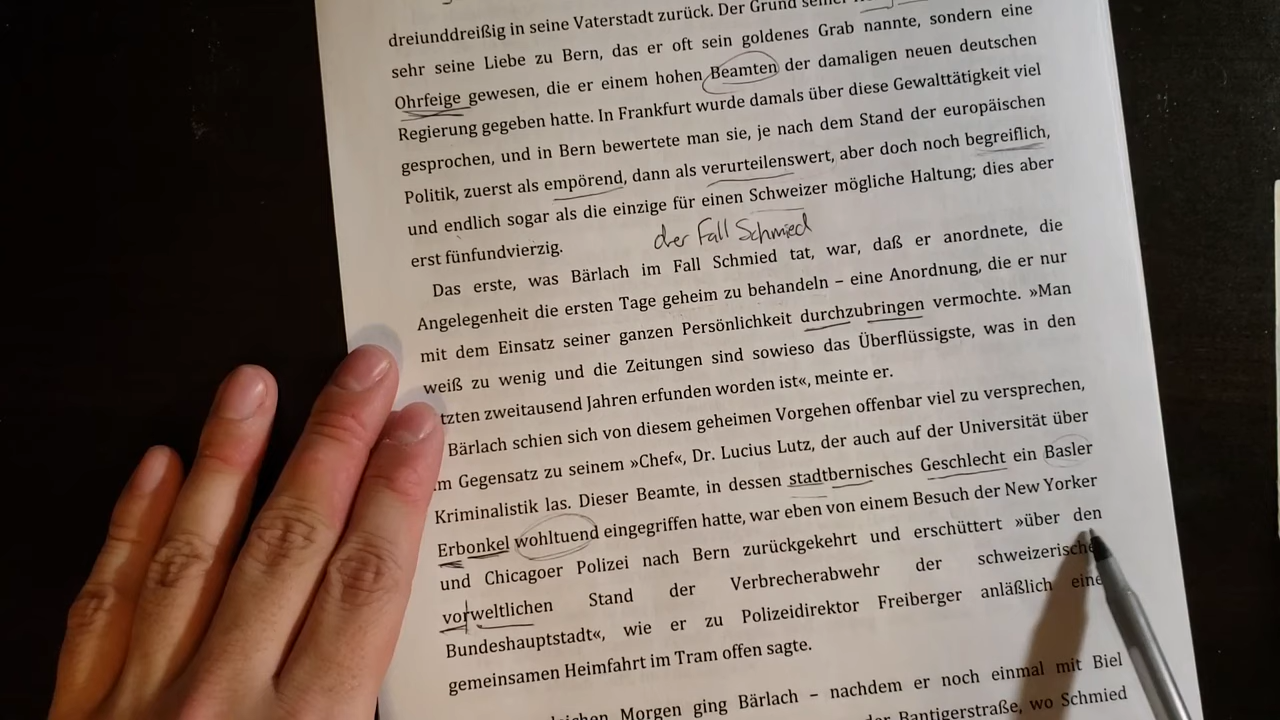 dreiunddreißig in seine Vaterstadt zurück. Der Grund
sehr seine Liebe zu Bern, das er oft sein goldenes Grab nannte, sondern eine
Ohrfeige gewesen, die er einem hohen Beamten der damaligen neuen deutschen
Regierung gegeben hatte. In Frankfurt wurde damals über diese Gewalttätigkeit viel
gesprochen, und in Bern bewertete man sie, je nach dem Stand der europäischen
Politik, zuerst als empörend, dann als verurteilenswert, aber doch noch begreiflich,
und endlich sogar als die einzige für einen Schweizer mögliche Haltung; dies aber
erst fünfundvierzig.
der Fall Schmied
Das erste, was Bärlach im Fall Schmied tat, war, daß er anordnete, die
Angelegenheit die ersten Tage geheim zu behandeln – eine Anordnung, die er nur
mit dem Einsatz seiner ganzen Persönlichkeit durchzubringen vermochte. »Man
weiß zu wenig und die Zeitungen sind sowieso das Überflüssigste, was in den
tzten zweitausend Jahren erfunden worden ist«, meinte er.
Bärlach schien sich von diesem geheimen Vorgehen offenbar viel zu versprechen,
m Gegensatz zu seinem »Chef«, Dr. Lucius Lutz, der auch auf der Universität über
Kriminalistik las. Dieser Beamte, in dessen stadtbernisches Geschlecht ein Basler
Erbonkel wohltuend eingegriffen hatte, war eben von einem Besuch der New Yorker
und Chicagoer Polizei nach Bern zurückgekehrt und erschüttert »über den
vorweltlichen Stand der Verbrecherabwehr der schweizerische
Bundeshauptstadt«, wie er zu Polizeidirektor Freiberger anläßlich eine
gemeinsamen Heimfahrt im Tram offen sagte.
Morgen ging Bärlach – nachdem er noch einmal mit Biel
Bantigerstraße, wo Schmied